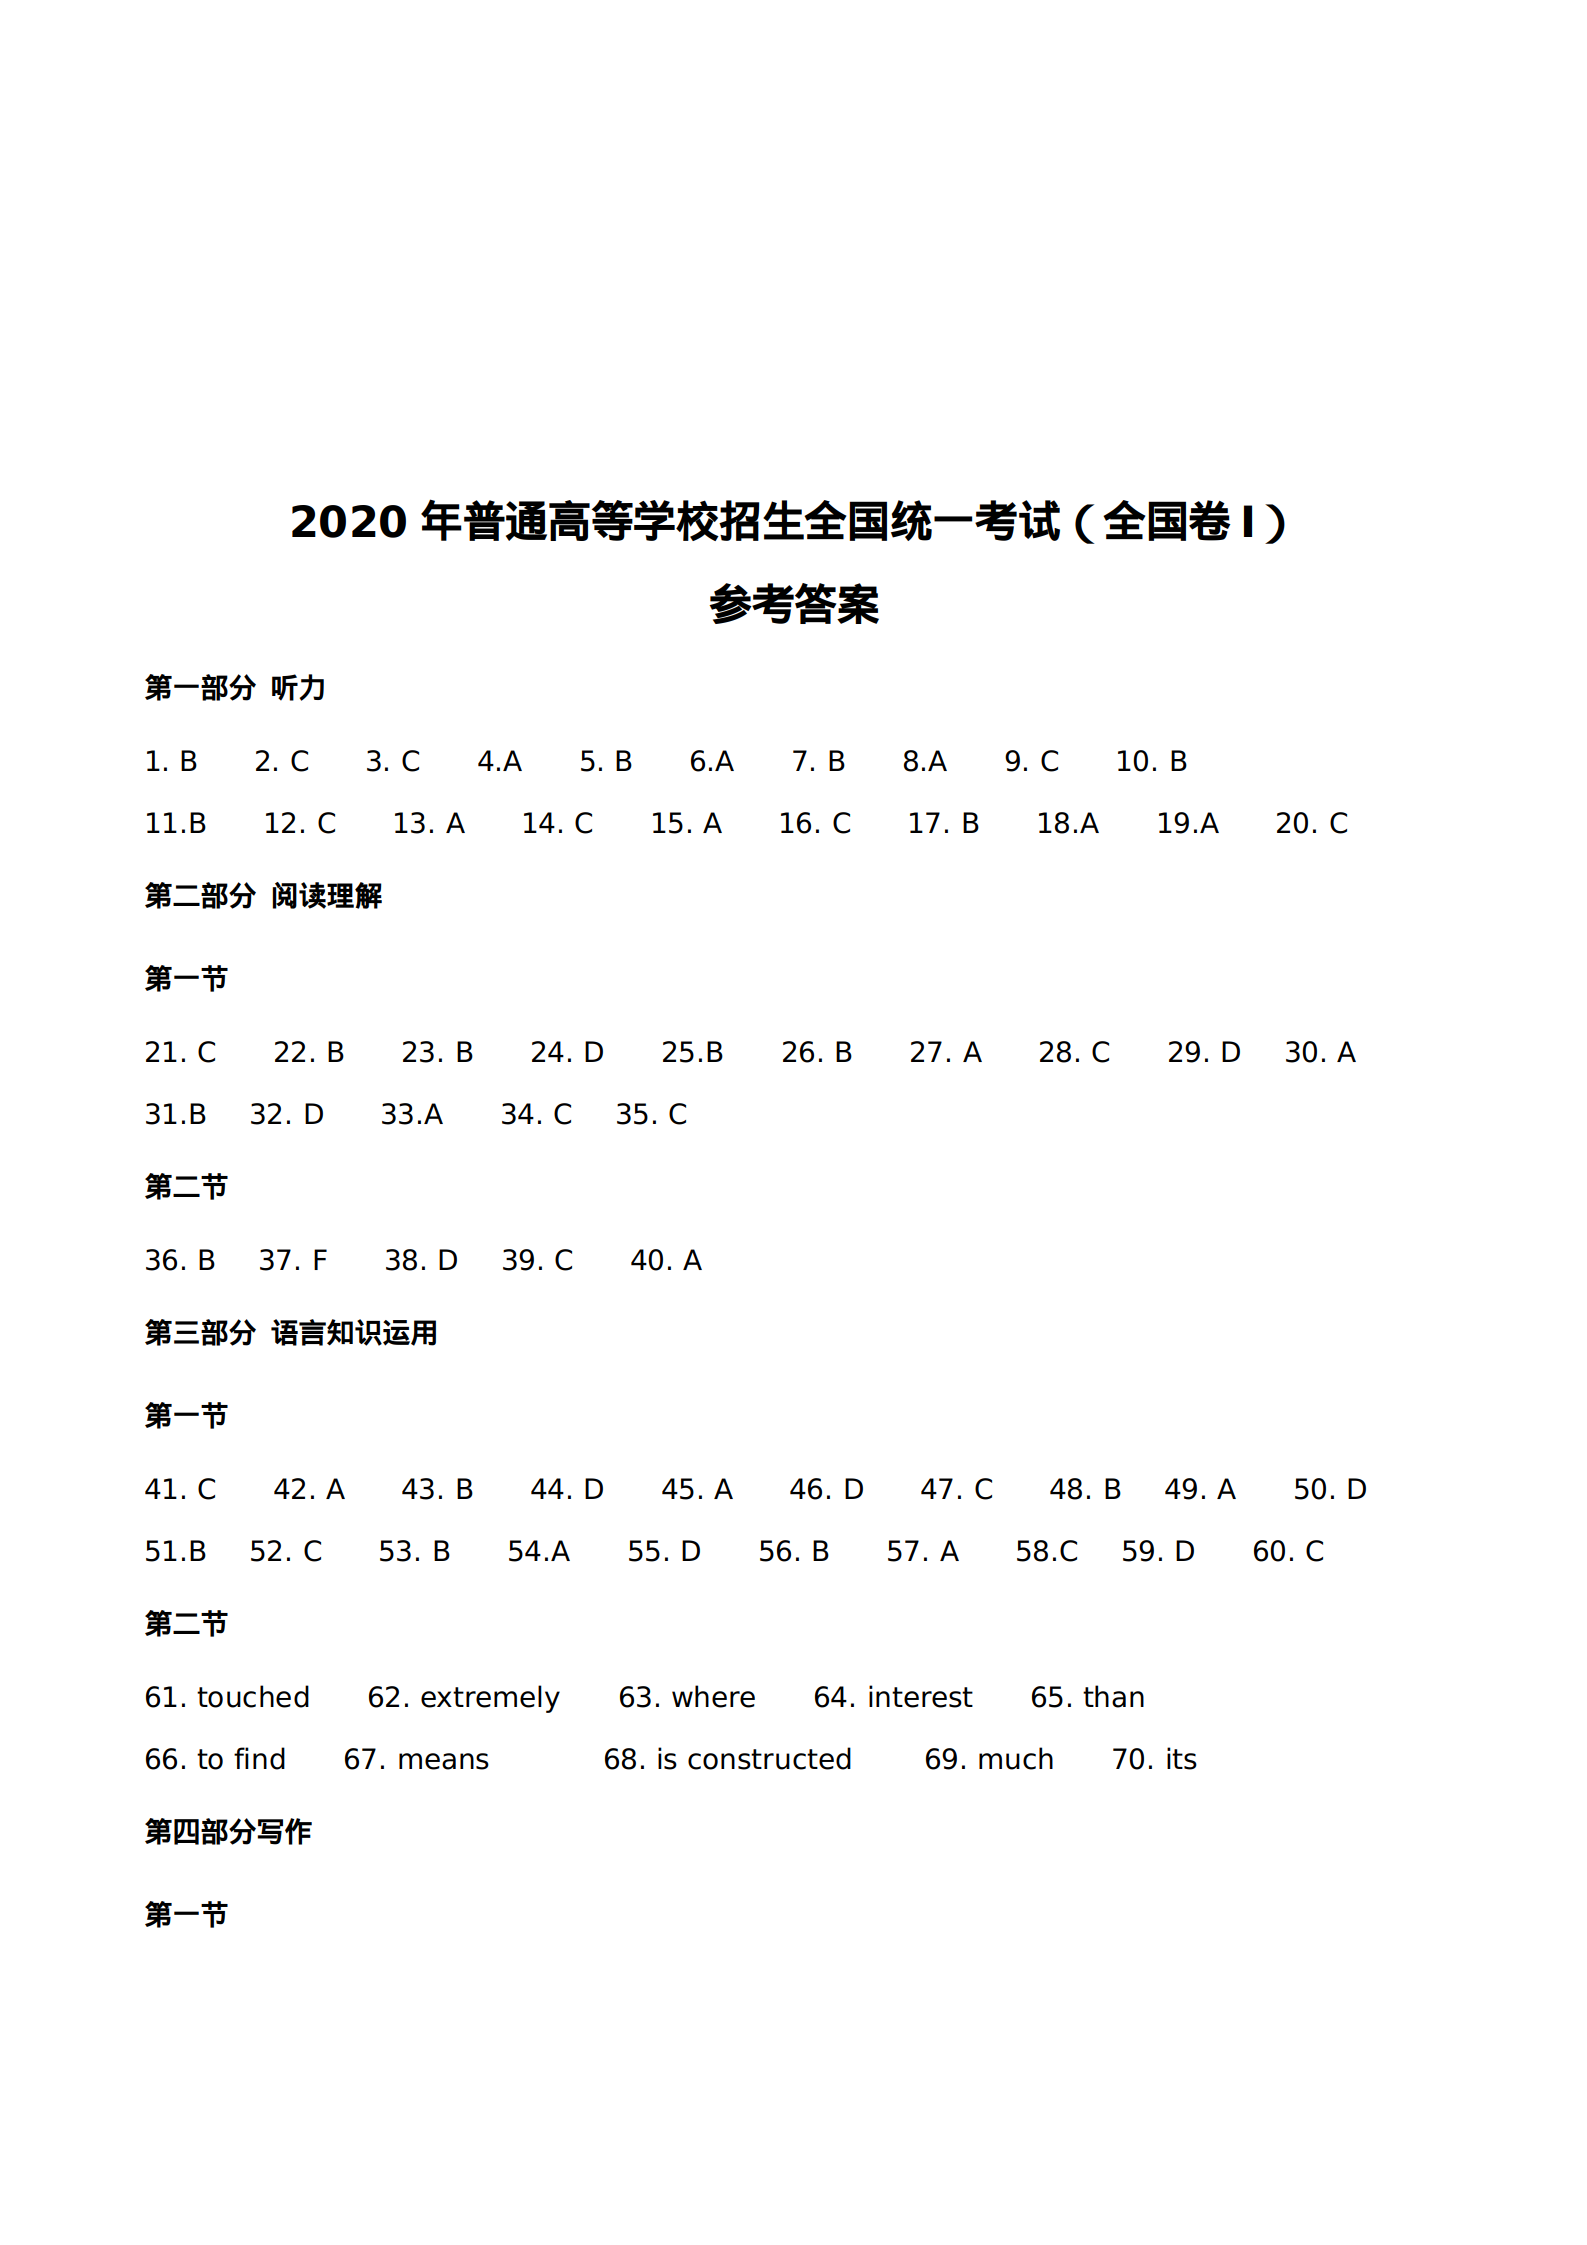 2020 年普通高等学校招生全国统一考试（全国卷 I）
参考答案
第一部分 听力
1. B 2. C 3. C 4.A 5. B 6.A 7. B 8.A 9. C 10. B
11.B 12. C 13. A 14. C 15. A 16. C 17. B 18.A 19.A 20. C
第二部分 阅读理解
第一节
21. C 22. B 23. B 24. D 25.B 26. B 27. A 28. C 29. D 30. A
31.B 32. D 33.A 34. C 35. C
第二节
36. B 37. F 38. D 39. C 40. A
第三部分 语言知识运用
第一节
41. C 42. A 43. B 44. D 45. A 46. D 47. C 48. B 49. A 50. D
51.B 52. C 53. B 54.A 55. D 56. B 57. A 58.C 59. D 60. C
第二节
61. touched 62. extremely 63. where 64. interest 65. than
66. to find 67. means 68. is constructed 69. much 70. its
第四部分写作
第一节